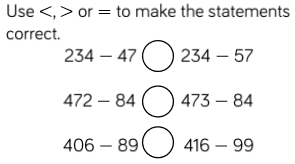 Use <, > or = to make the statements
correct.
234 – 47 ◯ 234 – 57
472 – 84 ◯ 473 – 84
406 – 89 ◯ 416 – 99